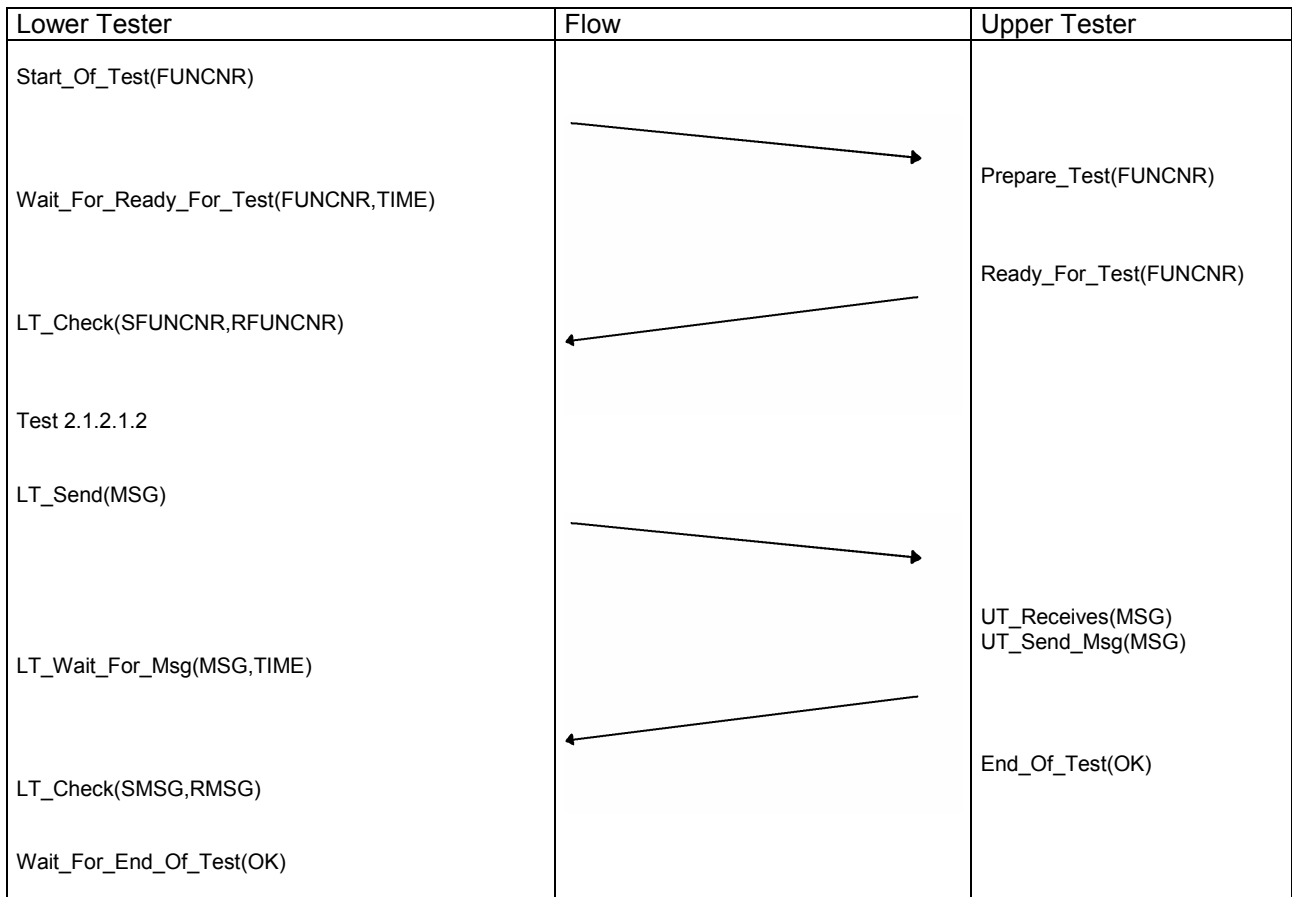 Lower Tester
Flow
Upper Tester
Start_Of_Test(FUNCNR)
Prepare_Test(FUNCNR)
Wait_For_Ready_For_Test(FUNCNR,TIME)
Ready_For_Test(FUNCNR)
LT_Check(SFUNCNR,RFUNCNR)
Test 2.1.2.1.2
LT_Send(MSG)
UT_Receives(MSG)
UT_Send_Msg(MSG)
LT_Wait_For_Msg(MSG,TIME)
End_Of_Test(OK)
LT_Check(SMSG,RMSG)
Wait_For_End_Of_Test(OK)